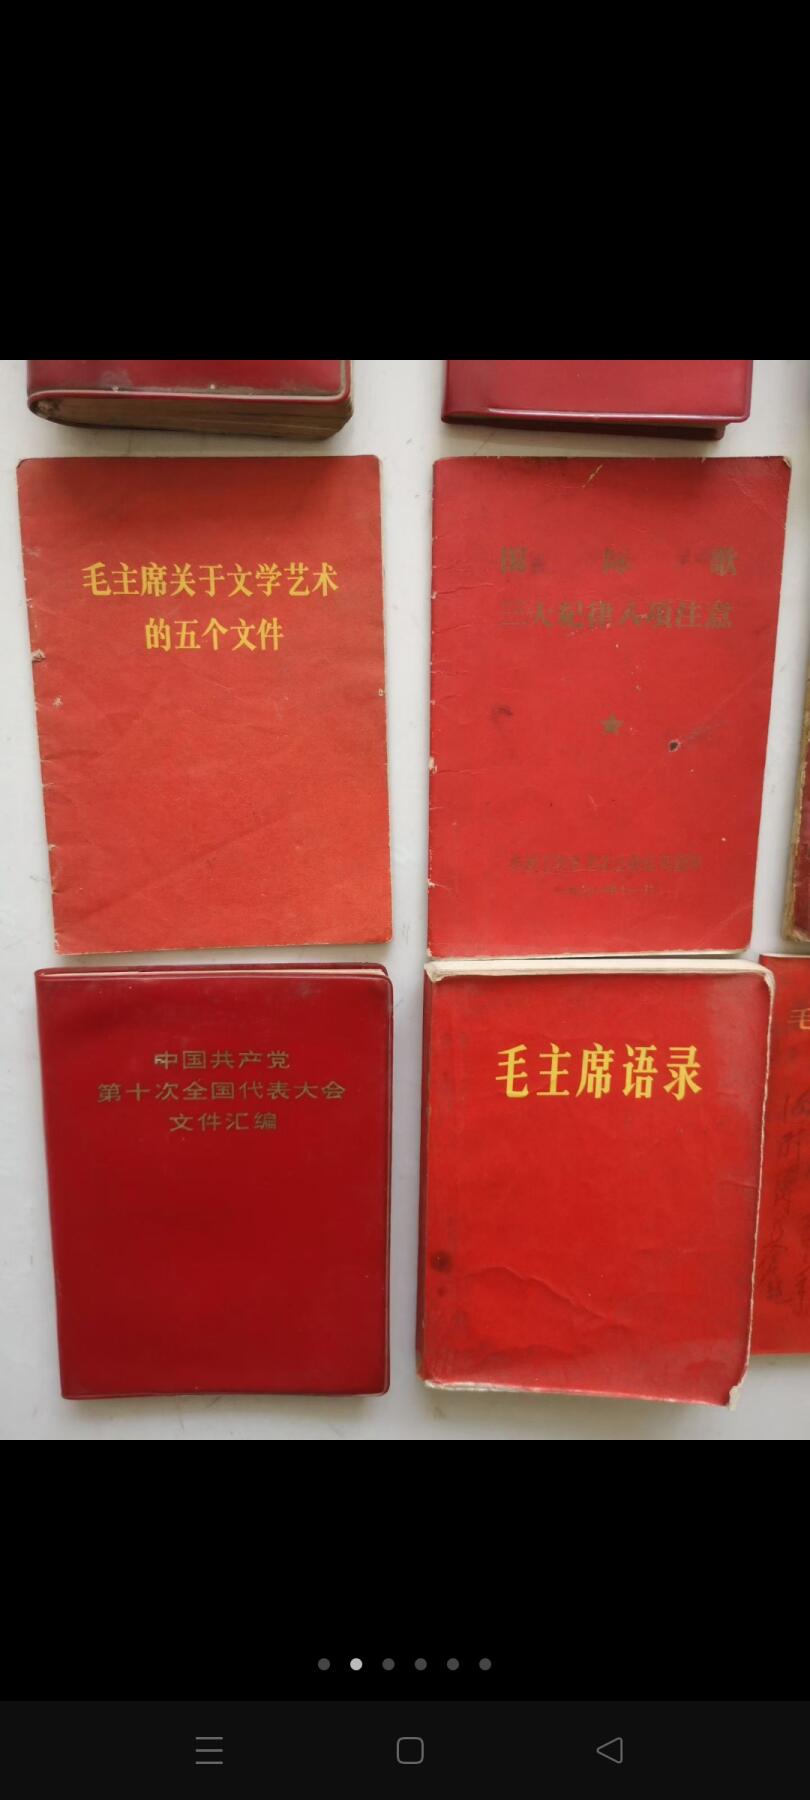 毛主席关于文学艺术
的五个文件
国际歌
三大纪律八项注意
中国共产党
第十次全国代表大会
文件汇编
毛主席语录
毛